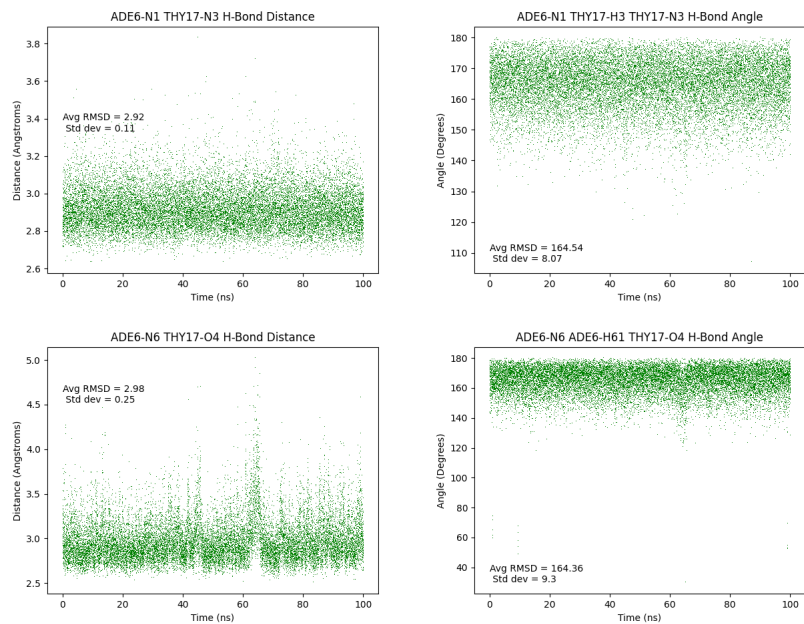 ADE6-N1 THY17-N3 H-Bond Distance
Distance (Angstroms)
3.8
3.6
3.4
3.2
3.0
2.8
2.6
Avg RMSD = 2.92
Std dev = 0.11
0 20 40 60 80 100
Time (ns)
ADE6-N1 THY17-H3 THY17-N3 H-Bond Angle
Angle (Degrees)
180
170
160
150
140
130
120
110
Avg RMSD = 164.54
Std dev = 8.07
0 20 40 60 80 100
Time (ns)
ADE6-N6 THY17-O4 H-Bond Distance
Distance (Angstroms)
5.0
4.5
4.0
3.5
3.0
2.5
Avg RMSD = 2.98
Std dev = 0.25
0 20 40 60 80 100
Time (ns)
ADE6-N6 ADE6-H61 THY17-O4 H-Bond Angle
Angle (Degrees)
180
160
140
120
100
80
60
40
Avg RMSD = 164.36
Std dev = 9.3
0 20 40 60 80 100
Time (ns)